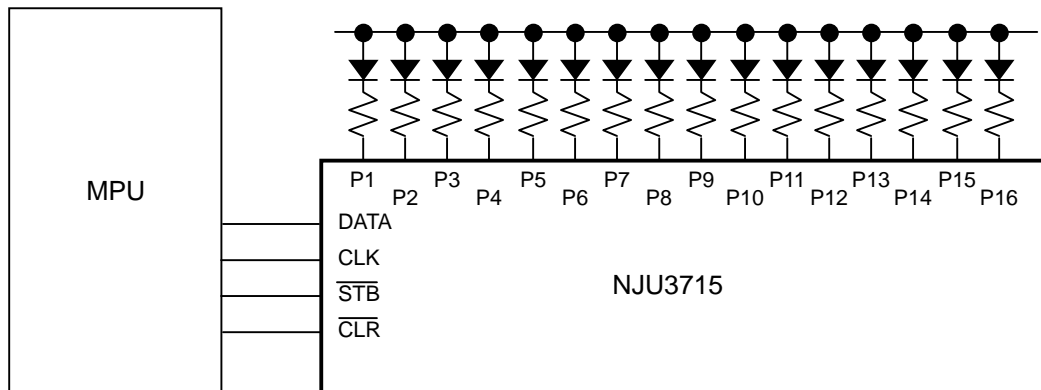 MPU
P1 P2 P3 P4 P5 P6 P7 P8 P9 P10 P11 P12 P13 P14 P15 P16
DATA
CLK
STB
CLR
NJU3715